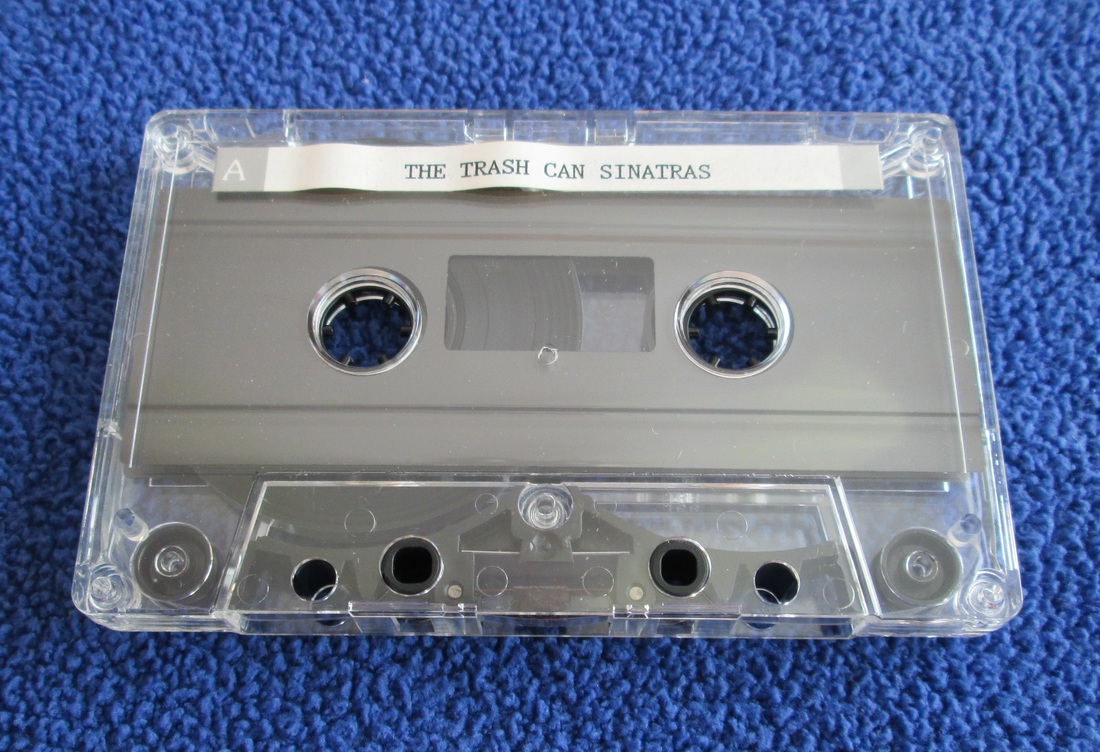 A
THE TRASH CAN SINATRAS